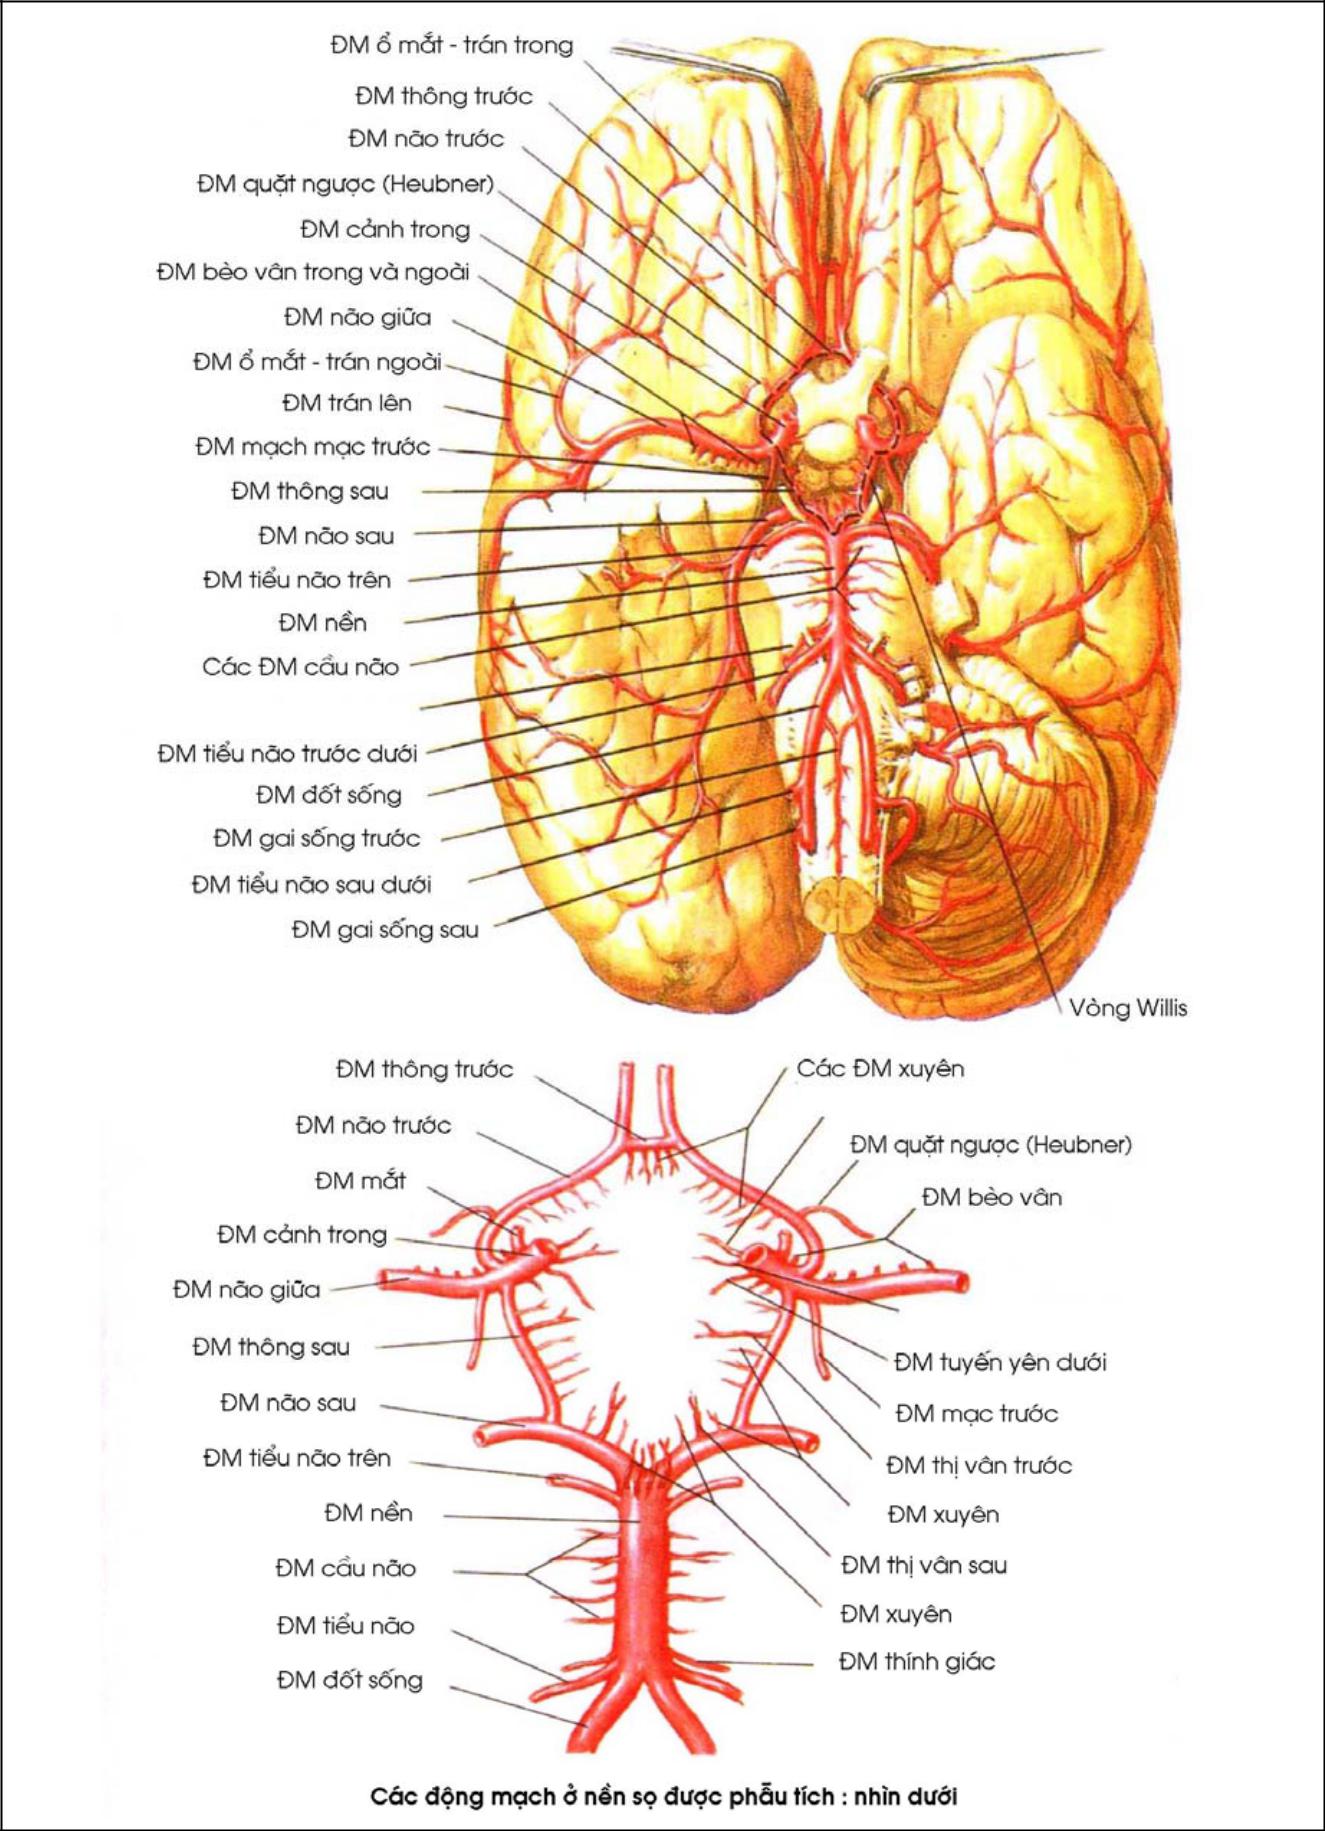 ĐM ổ mắt - trán trong
ĐM thông trước
ĐM não trước
ĐM quặt ngược (Heubner)
ĐM cảnh trong
ĐM bèo vân trong và ngoài
ĐM não giữa
ĐM ổ mắt - trán ngoài
ĐM trán lên
ĐM mạch mạc trước
ĐM thông sau
ĐM não sau
ĐM tiểu não trên
ĐM nền
Các ĐM cầu não
ĐM tiểu não trước dưới
ĐM đốt sống
ĐM gai sống trước
ĐM tiểu não sau dưới
ĐM gai sống sau
Vòng Willis
ĐM thông trước
ĐM não trước
ĐM mắt
ĐM cảnh trong
ĐM não giữa
ĐM thông sau
ĐM não sau
ĐM tiểu não trên
ĐM nền
ĐM cầu não
ĐM tiểu não
ĐM đốt sống
Các ĐM xuyên
ĐM quặt ngược (Heubner)
ĐM bèo vân
ĐM tuyến yên dưới
ĐM mạc trước
ĐM thị vân trước
ĐM xuyên
ĐM thị vân sau
ĐM xuyên
ĐM thính giác
Các động mạch ở nền sọ được phẫu tích : nhìn dưới